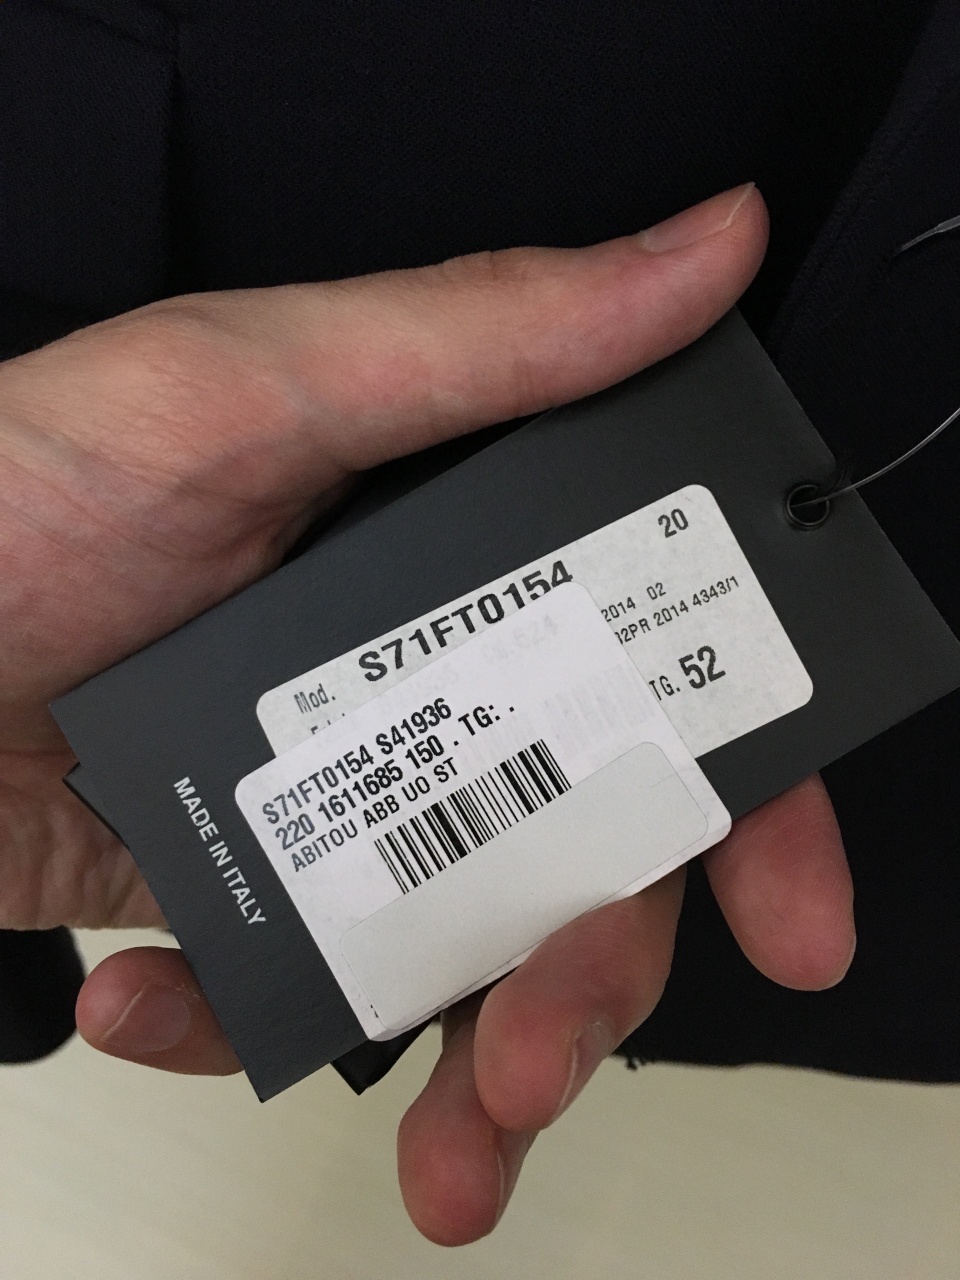 20
Mod. S71FT0154
2014 02
02PR 2014 4343/1
TG. 52
S71FT0154 S41936
220 1611685 150 . TG: .
ABITOU ABB UO ST
MADE IN ITALY